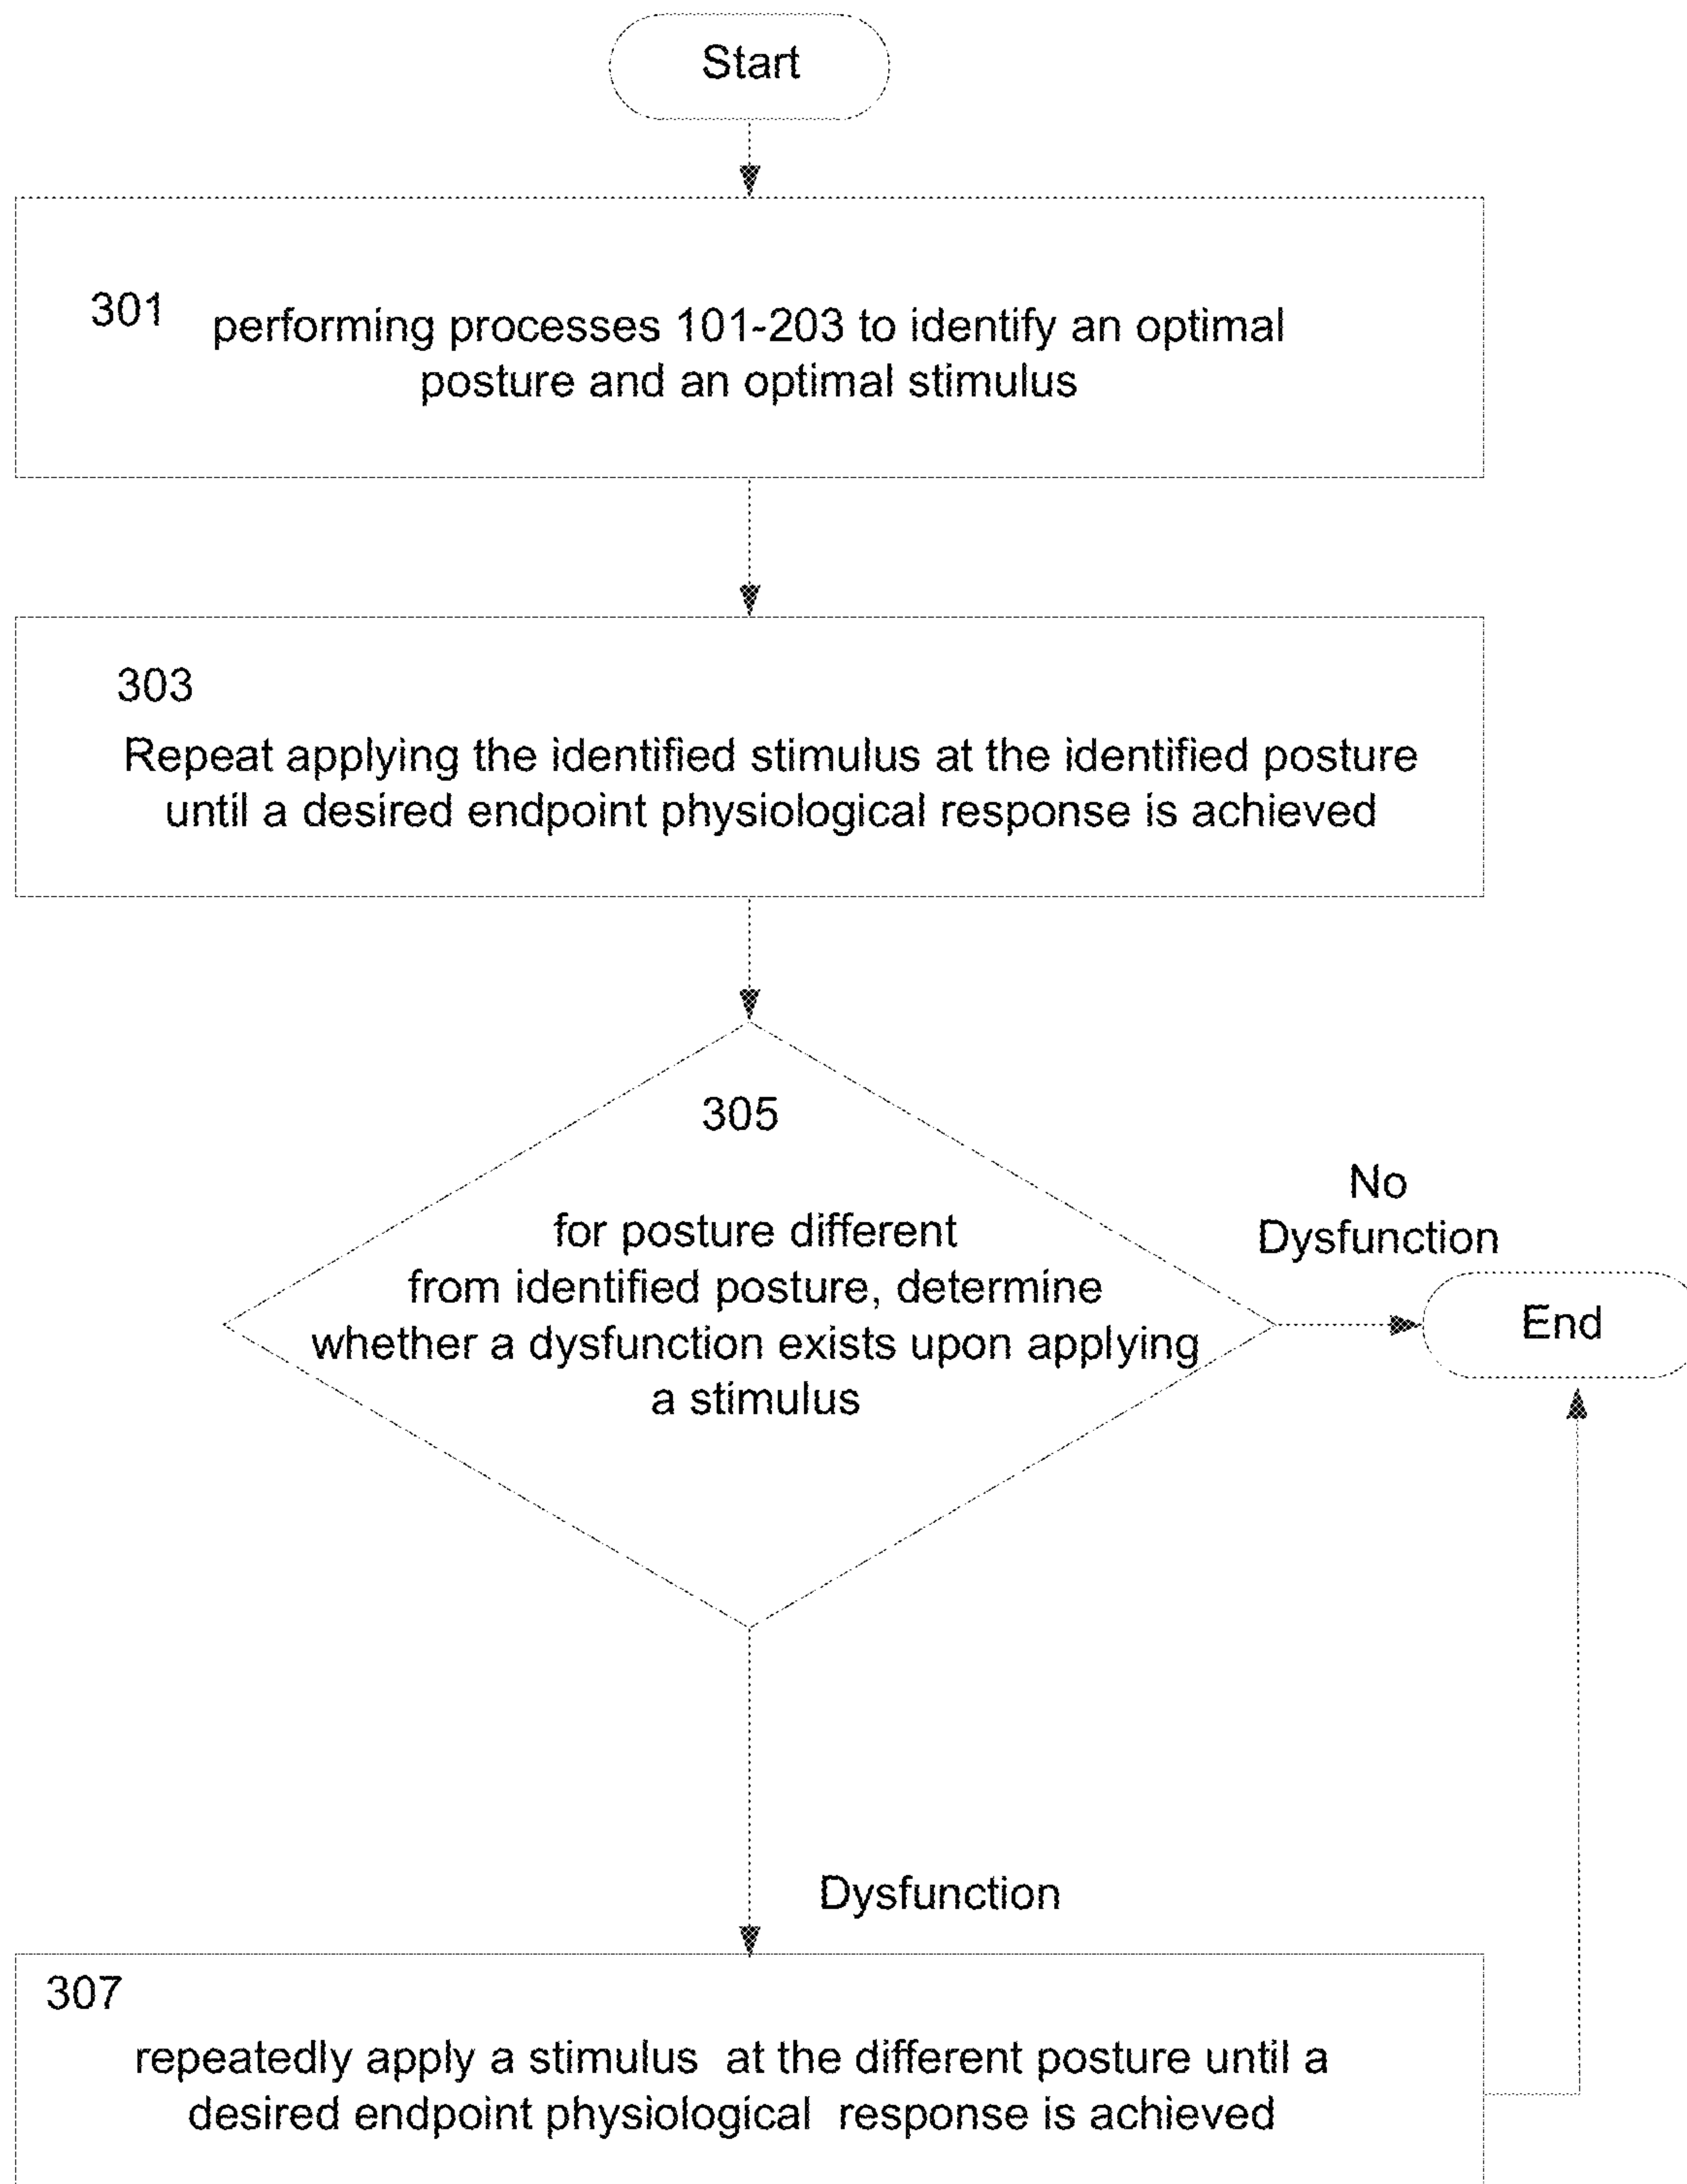 Start
301 performing processes 101-203 to identify an optimal
posture and an optimal stimulus
303
Repeat applying the identified stimulus at the identified posture
until a desired endpoint physiological response is achieved
305
for posture different
from identified posture, determine
whether a dysfunction exists upon applying
a stimulus
No
Dysfunction
End
Dysfunction
307
repeatedly apply a stimulus at the different posture until a
desired endpoint physiological response is achieved